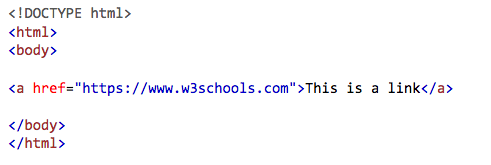 <!DOCTYPE html>
<html>
<body>
<a href="https://www.w3schools.com">This is a link</a>
</body>
</html>